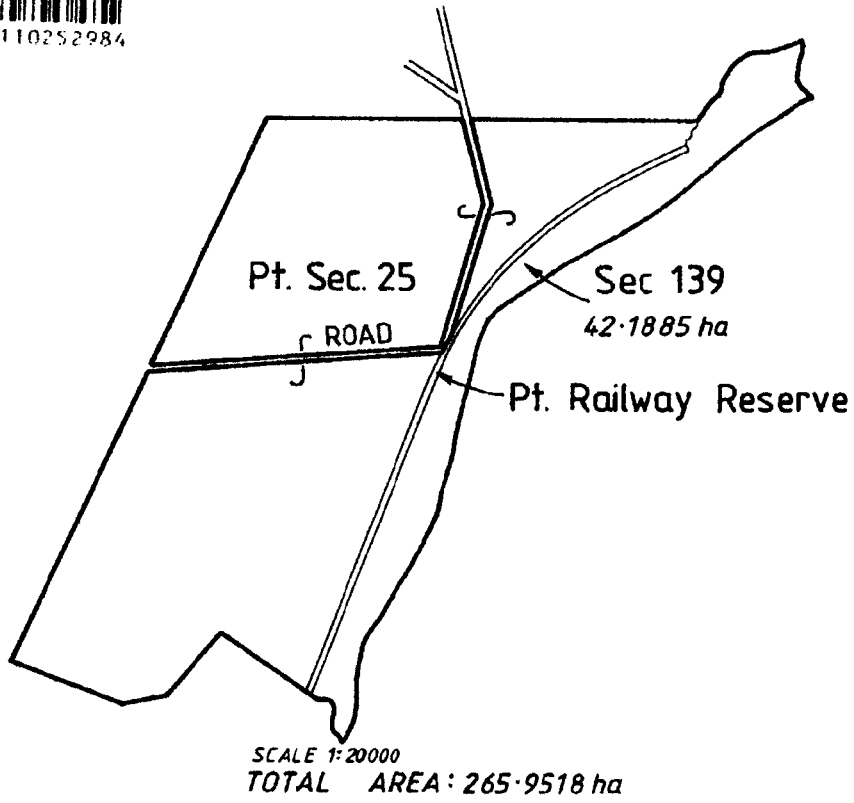 110252984
Pt. Sec. 25
Sec 139
42·1885 ha
ROAD
Pt. Railway Reserve
SCALE 1:20000
TOTAL AREA: 265·9518 ha